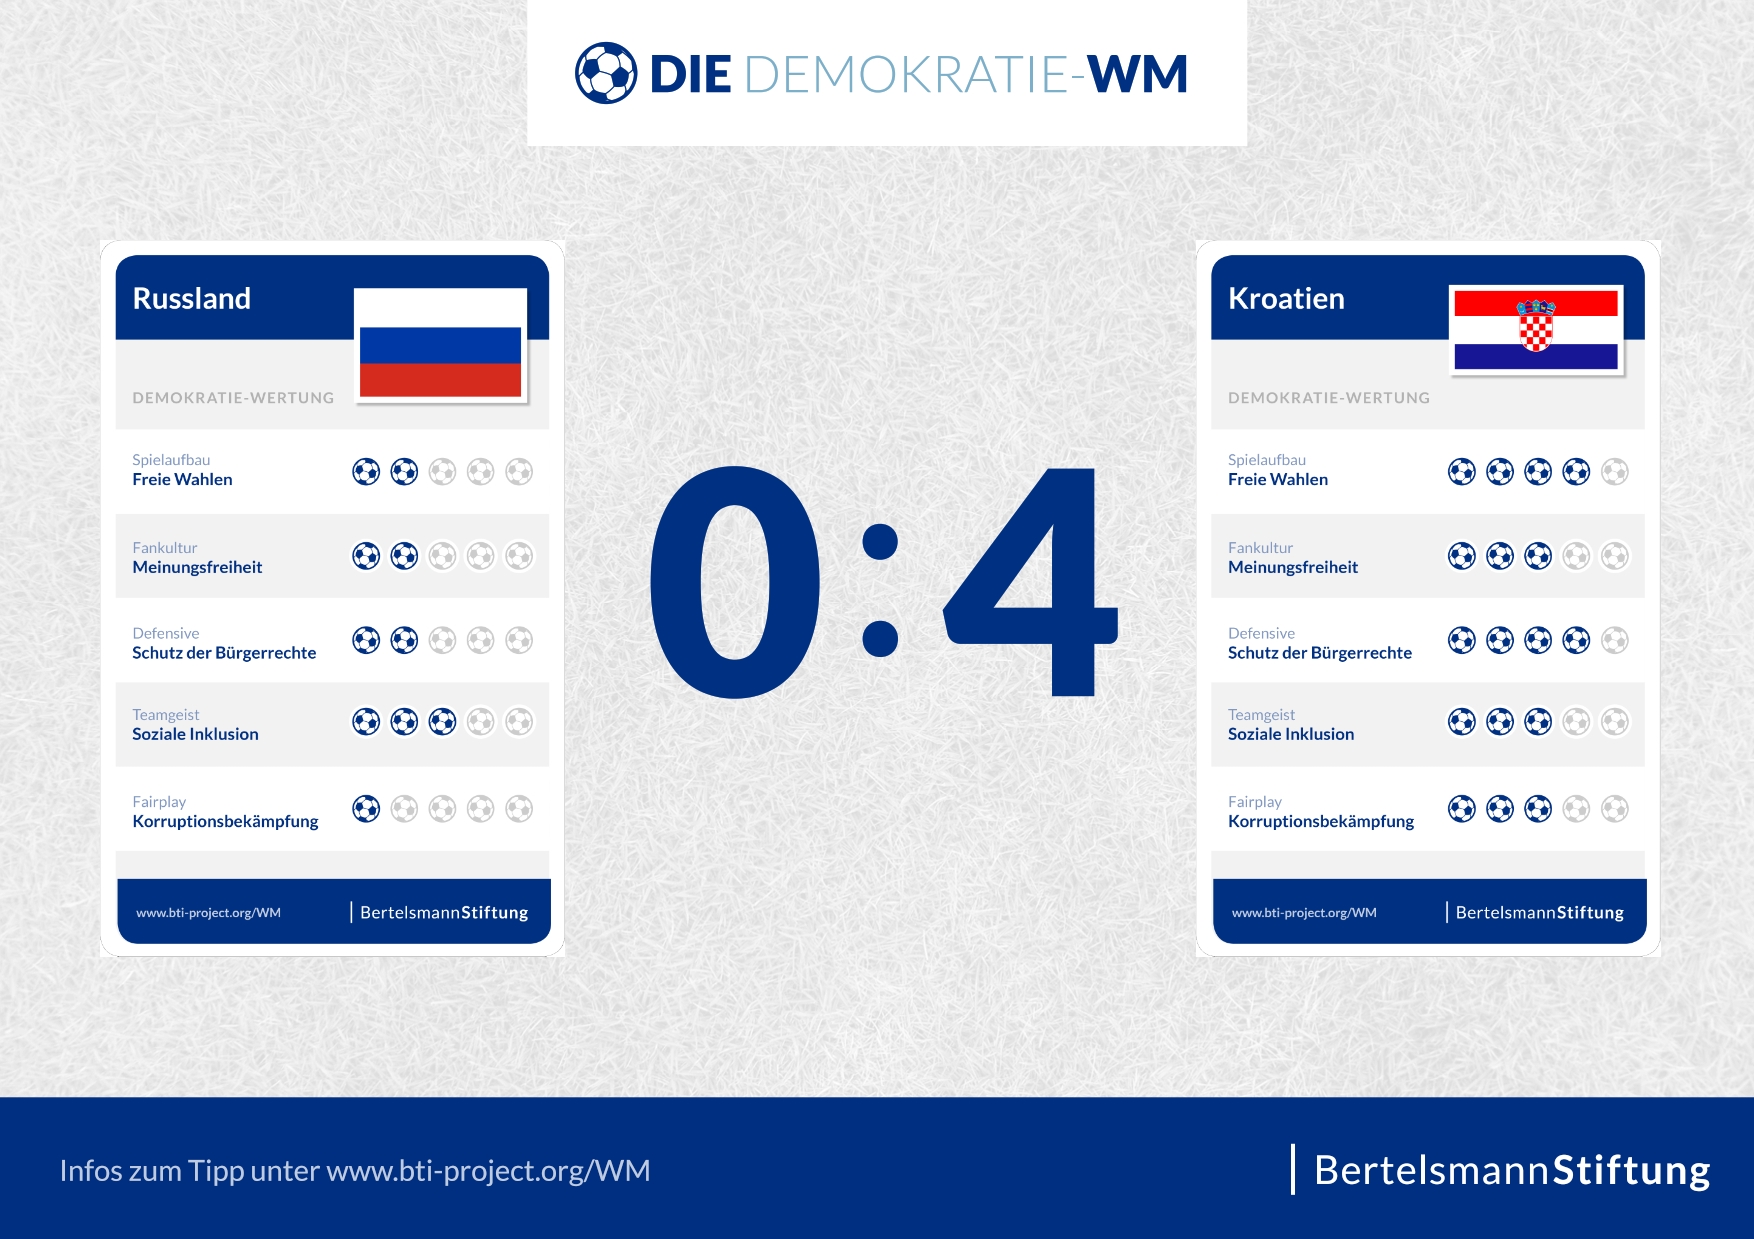 DIE DEMOKRATIE-WM
Russland
DEMOKRATIE-WERTUNG
Spielaufbau
Freie Wahlen
Fankultur
Meinungsfreiheit
Defensive
Schutz der Bürgerrechte
Teamgeist
Soziale Inklusion
Fairplay
Korruptionsbekämpfung
www.bti-project.org/WM
BertelsmannStiftung
0:4
Kroatien
DEMOKRATIE-WERTUNG
Spielaufbau
Freie Wahlen
Fankultur
Meinungsfreiheit
Defensive
Schutz der Bürgerrechte
Teamgeist
Soziale Inklusion
Fairplay
Korruptionsbekämpfung
www.bti-project.org/WM
BertelsmannStiftung
Infos zum Tipp unter www.bti-project.org/WM
BertelsmannStiftung